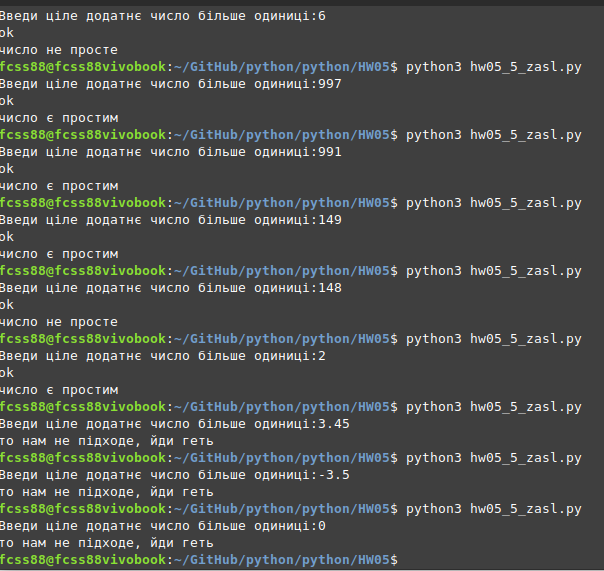 Введи ціле додатнє число більше одиниці:6
ok
число не просте
fcss88@fcss88vivobook:~/GitHub/python/python/HW05$ python3 hw05_5_zasl.py
Введи ціле додатнє число більше одиниці:997
ok
число є простим
fcss88@fcss88vivobook:~/GitHub/python/python/HW05$ python3 hw05_5_zasl.py
Введи ціле додатнє число більше одиниці:991
ok
число є простим
fcss88@fcss88vivobook:~/GitHub/python/python/HW05$ python3 hw05_5_zasl.py
Введи ціле додатнє число більше одиниці:149
ok
число є простим
fcss88@fcss88vivobook:~/GitHub/python/python/HW05$ python3 hw05_5_zasl.py
Введи ціле додатнє число більше одиниці:148
ok
число не просте
fcss88@fcss88vivobook:~/GitHub/python/python/HW05$ python3 hw05_5_zasl.py
Введи ціле додатнє число більше одиниці:2
ok
число є простим
fcss88@fcss88vivobook:~/GitHub/python/python/HW05$ python3 hw05_5_zasl.py
Введи ціле додатнє число більше одиниці:3.45
то нам не підходе, йди геть
fcss88@fcss88vivobook:~/GitHub/python/python/HW05$ python3 hw05_5_zasl.py
Введи ціле додатнє число більше одиниці:-3.5
то нам не підходе, йди геть
fcss88@fcss88vivobook:~/GitHub/python/python/HW05$ python3 hw05_5_zasl.py
Введи ціле додатнє число більше одиниці:0
то нам не підходе, йди геть
fcss88@fcss88vivobook:~/GitHub/python/python/HW05$